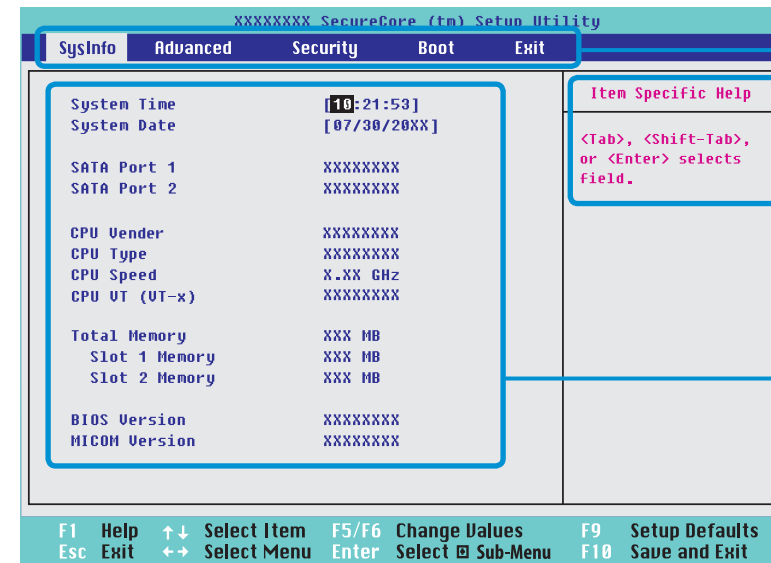 XXXXXXXX SecureCore (tm) Setup Utility
SysInfo Advanced Security Boot Exit
System Time [10:21:53]
System Date [07/30/20XX]
SATA Port 1 XXXXXXXX
SATA Port 2 XXXXXXXX
CPU Vender XXXXXXXX
CPU Type XXXXXXXX
CPU Speed X.XX GHz
CPU VT (VT-x) XXXXXXXX
Total Memory XXX MB
Slot 1 Memory XXX MB
Slot 2 Memory XXX MB
BIOS Version XXXXXXXX
MICOM Version XXXXXXXX
Item Specific Help
<Tab>, <Shift-Tab>,
or <Enter> selects
field.
F1 Help ↑↓ Select Item F5/F6 Change Values F9 Setup Defaults
Esc Exit ←→ Select Menu Enter Select ⊡ Sub-Menu F10 Save and Exit